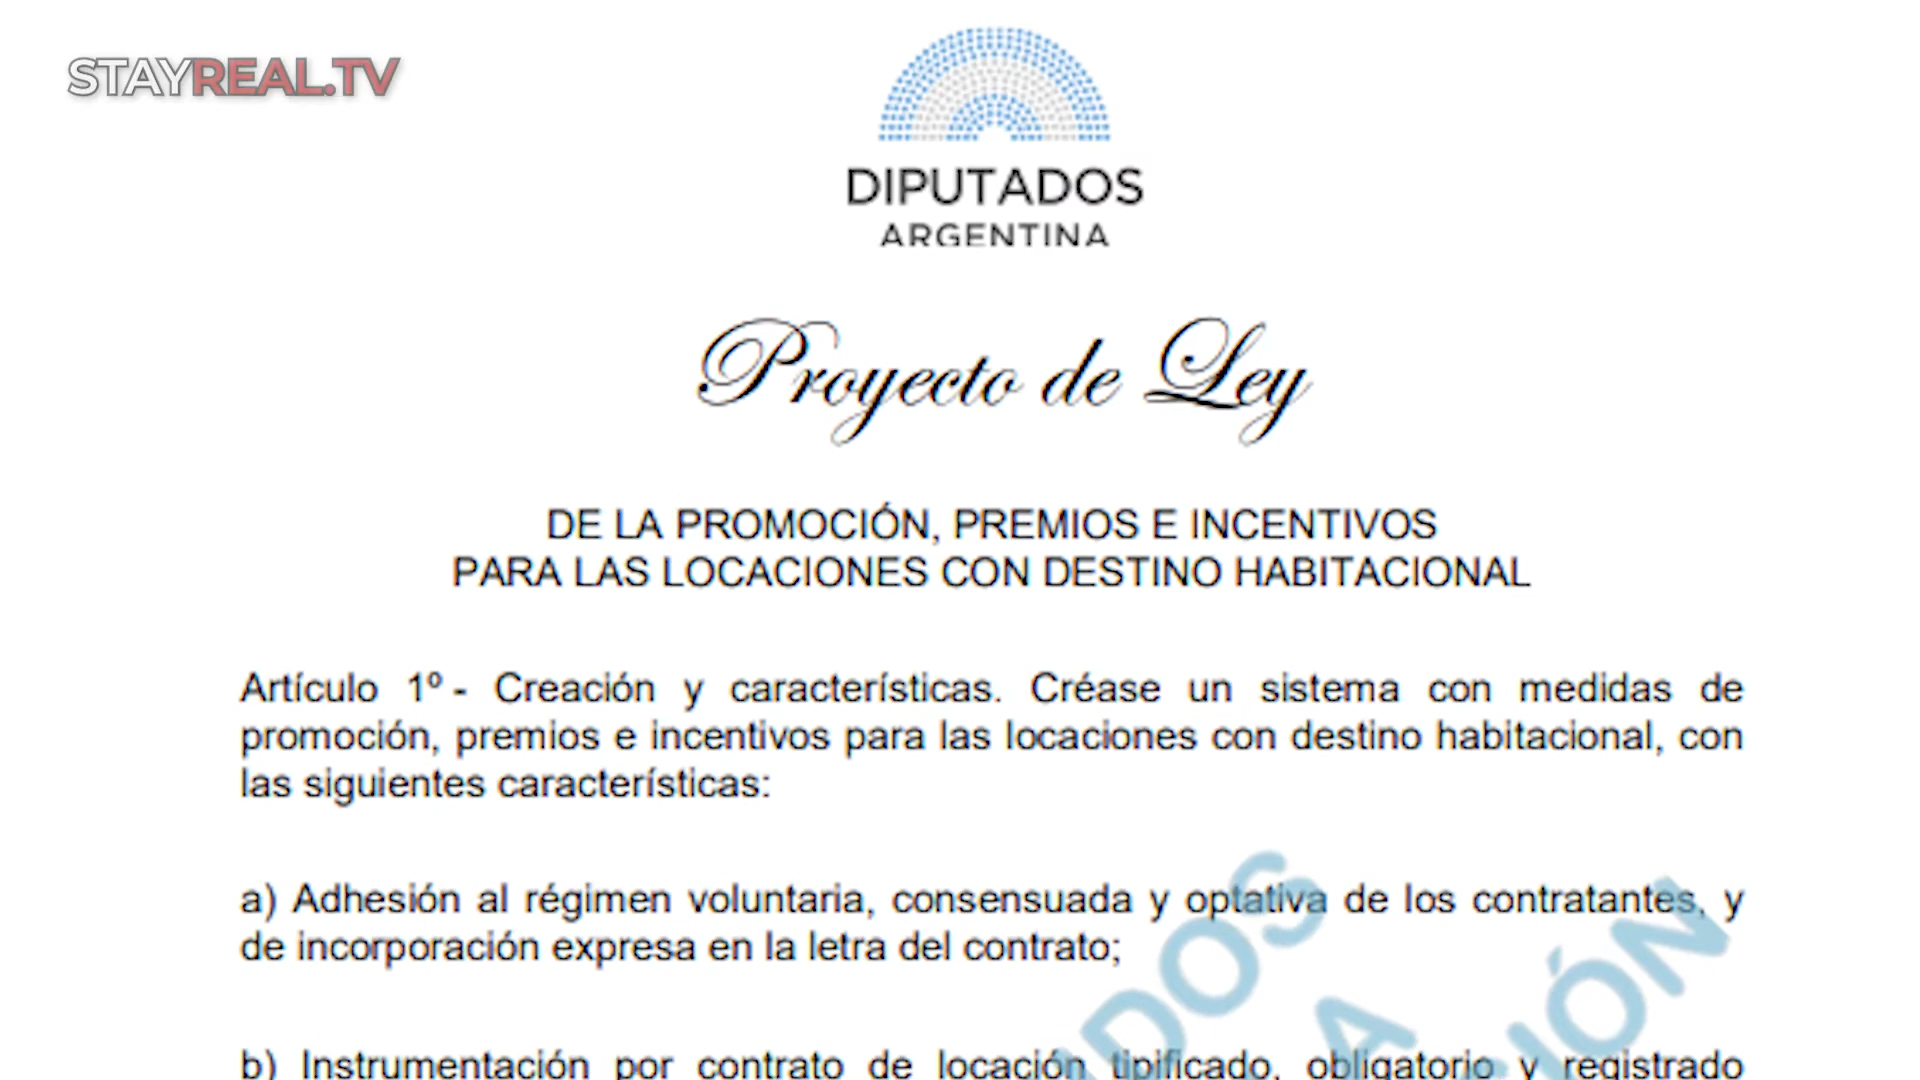 STAYREAL.TV
DIPUTADOS
ARGENTINA
Proyecto de Ley
DE LA PROMOCIÓN, PREMIOS E INCENTIVOS
PARA LAS LOCACIONES CON DESTINO HABITACIONAL
Artículo 1º - Creación y características. Créase un sistema con medidas de
promoción, premios e incentivos para las locaciones con destino habitacional, con
las siguientes características:
a) Adhesión al régimen voluntaria, consensuada y optativa de los contratantes, y
de incorporación expresa en la letra del contrato;
b) Instrumentación por contrato de locación tipificado, obligatorio y registrado